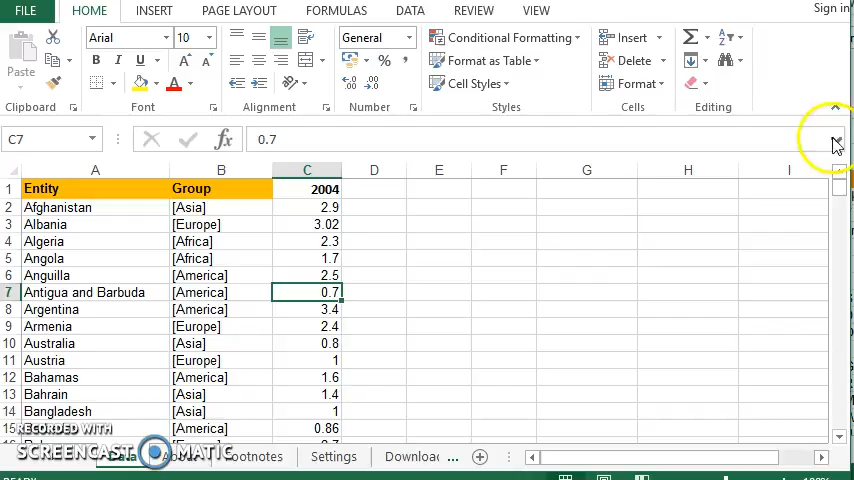 FILE HOME INSERT PAGE LAYOUT FORMULAS DATA REVIEW VIEW Sign in
Paste Arial 10 General Conditional Formatting Insert
B I U A A % , Format as Table Delete
A Cell Styles Format
Clipboard Font Alignment Number Styles Cells Editing
C7 fx 0.7
A B C D E F G H I
1 Entity Group 2004
2 Afghanistan [Asia] 2.9
3 Albania [Europe] 3.02
4 Algeria [Africa] 2.3
5 Angola [Africa] 1.7
6 Anguilla [America] 2.5
7 Antigua and Barbuda [America] 0.7
8 Argentina [America] 3.4
9 Armenia [Europe] 2.4
10 Australia [Asia] 0.8
11 Austria [Europe] 1
12 Bahamas [America] 1.6
13 Bahrain [Asia] 1.4
14 Bangladesh [Asia] 1
15 [America] 0.86
RECORDED WITH
SCREENCAST MATIC
Data Footnotes Settings Download ...